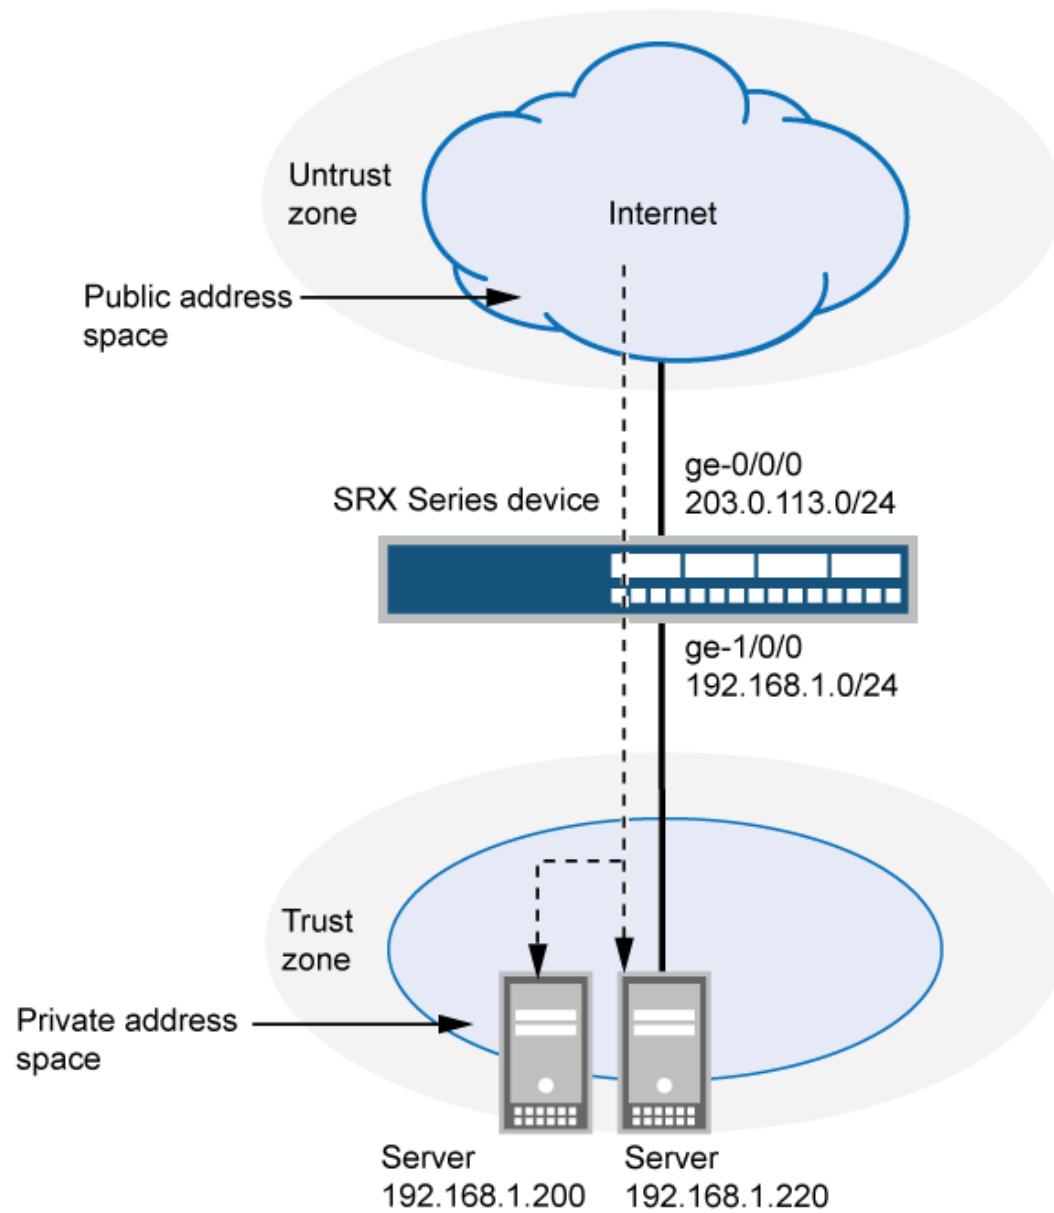 Untrust
zone
Internet
Public address
space
ge-0/0/0
203.0.113.0/24
SRX Series device
ge-1/0/0
192.168.1.0/24
Trust
zone
Private address
space
Server
192.168.1.200
Server
192.168.1.220